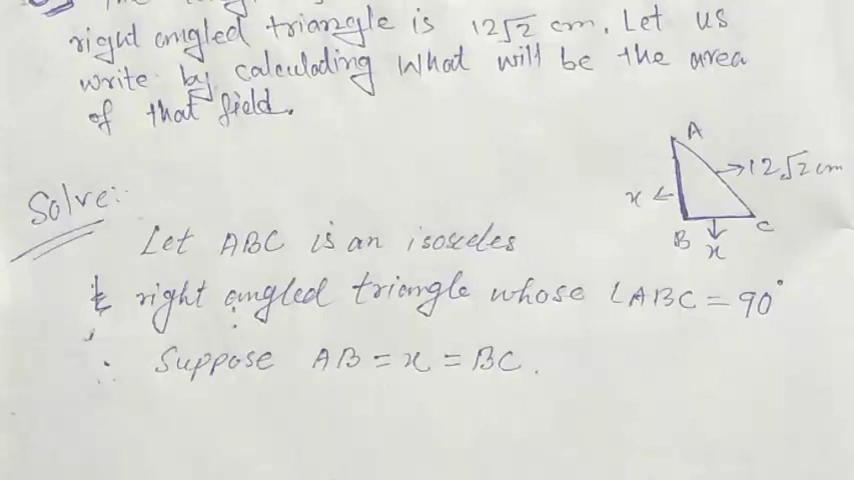 right angled triangle is 12√2 cm. Let us
write by calculading what will be the area
of that field.
A
12√2 cm
x
B
x
C
Solve:-
Let ABC is an isosceles
right angled triangle whose ∠ABC = 90°
∴ Suppose AB = x = BC.